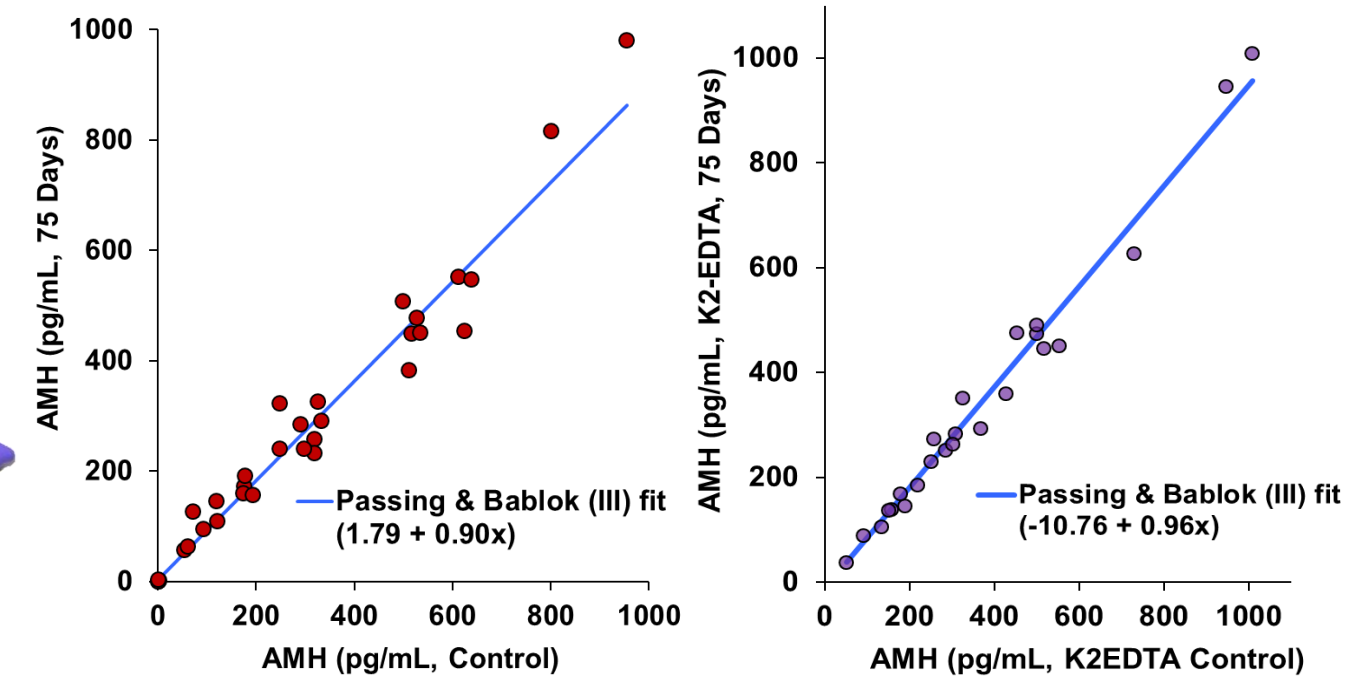 1000
800
600
400
200
0
AMH (pg/mL, 75 Days)
0 200 400 600 800 1000
AMH (pg/mL, Control)
Passing & Bablok (III) fit
(1.79 + 0.90x)
1000
800
600
400
200
0
AMH (pg/mL, K2-EDTA, 75 Days)
0 200 400 600 800 1000
AMH (pg/mL, K2EDTA Control)
Passing & Bablok (III) fit
(-10.76 + 0.96x)